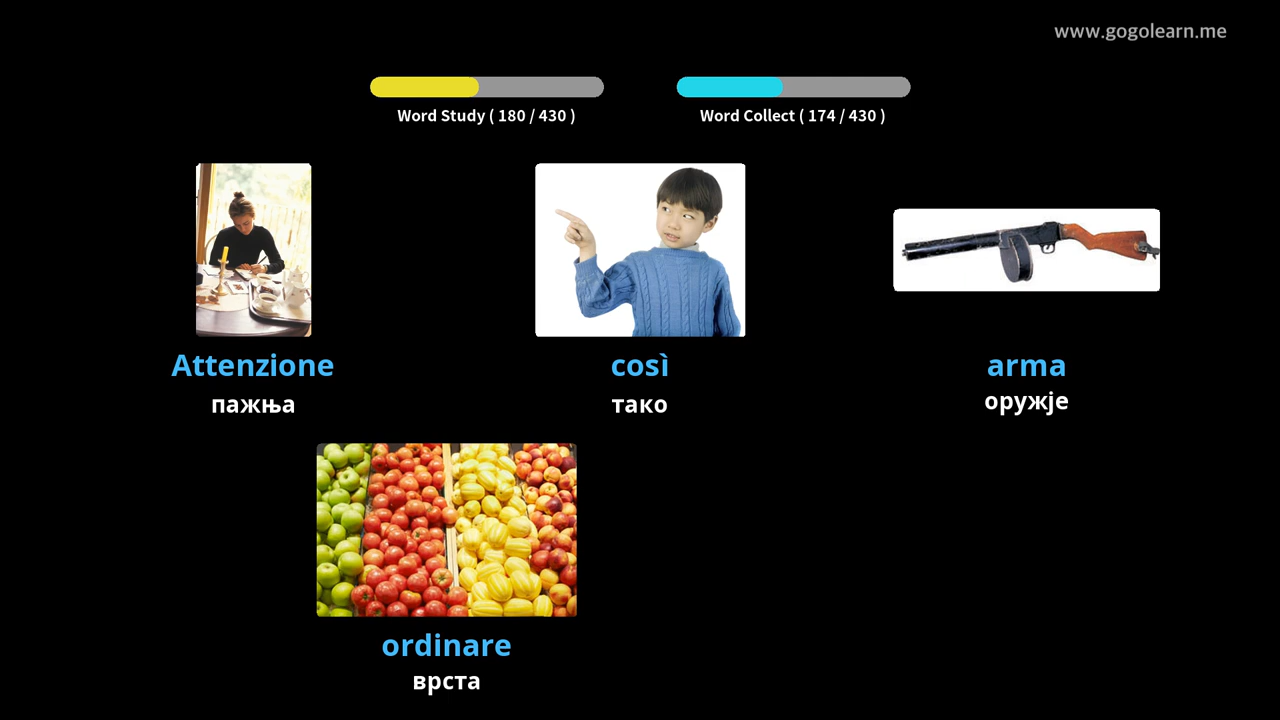 www.gogolearn.me
Word Study ( 180 / 430 )
Word Collect ( 174 / 430 )
Attenzione
пажња
così
тако
arma
оружје
ordinare
врста